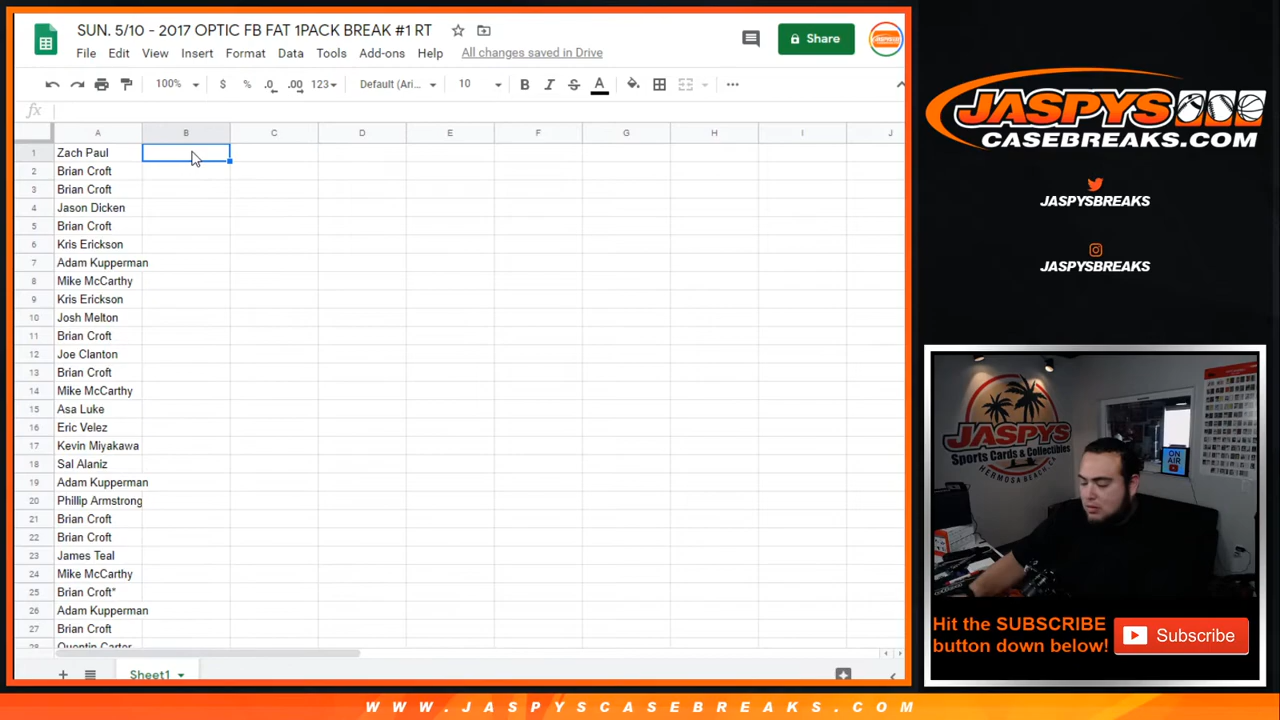 SUN. 5/10 - 2017 OPTIC FB FAT 1PACK BREAK #1 RT
File Edit View Insert Format Data Tools Add-ons Help All changes saved in Drive
Share
100% $ % .0 .00 123 Default (Ari... 10 B I S A
fx
A B C D E F G H I J
1 Zach Paul
2 Brian Croft
3 Brian Croft
4 Jason Dicken
5 Brian Croft
6 Kris Erickson
7 Adam Kupperman
8 Mike McCarthy
9 Kris Erickson
10 Josh Melton
11 Brian Croft
12 Joe Clanton
13 Brian Croft
14 Mike McCarthy
15 Asa Luke
16 Eric Velez
17 Kevin Miyakawa
18 Sal Alaniz
19 Adam Kupperman
20 Phillip Armstrong
21 Brian Croft
22 Brian Croft
23 James Teal
24 Mike McCarthy
25 Brian Croft*
26 Adam Kupperman
27 Brian Croft
28 Quentin Carter
Sheet1
JASPYS
CASEBREAKS.COM
JASPYSBREAKS
JASPYSBREAKS
JASPYS
Sports Cards & Collectibles
HERMOSA BEACH, CA
ON AIR
Hit the SUBSCRIBE
button down below!
Subscribe
WWW.JASPYSCASEBREAKS.COM